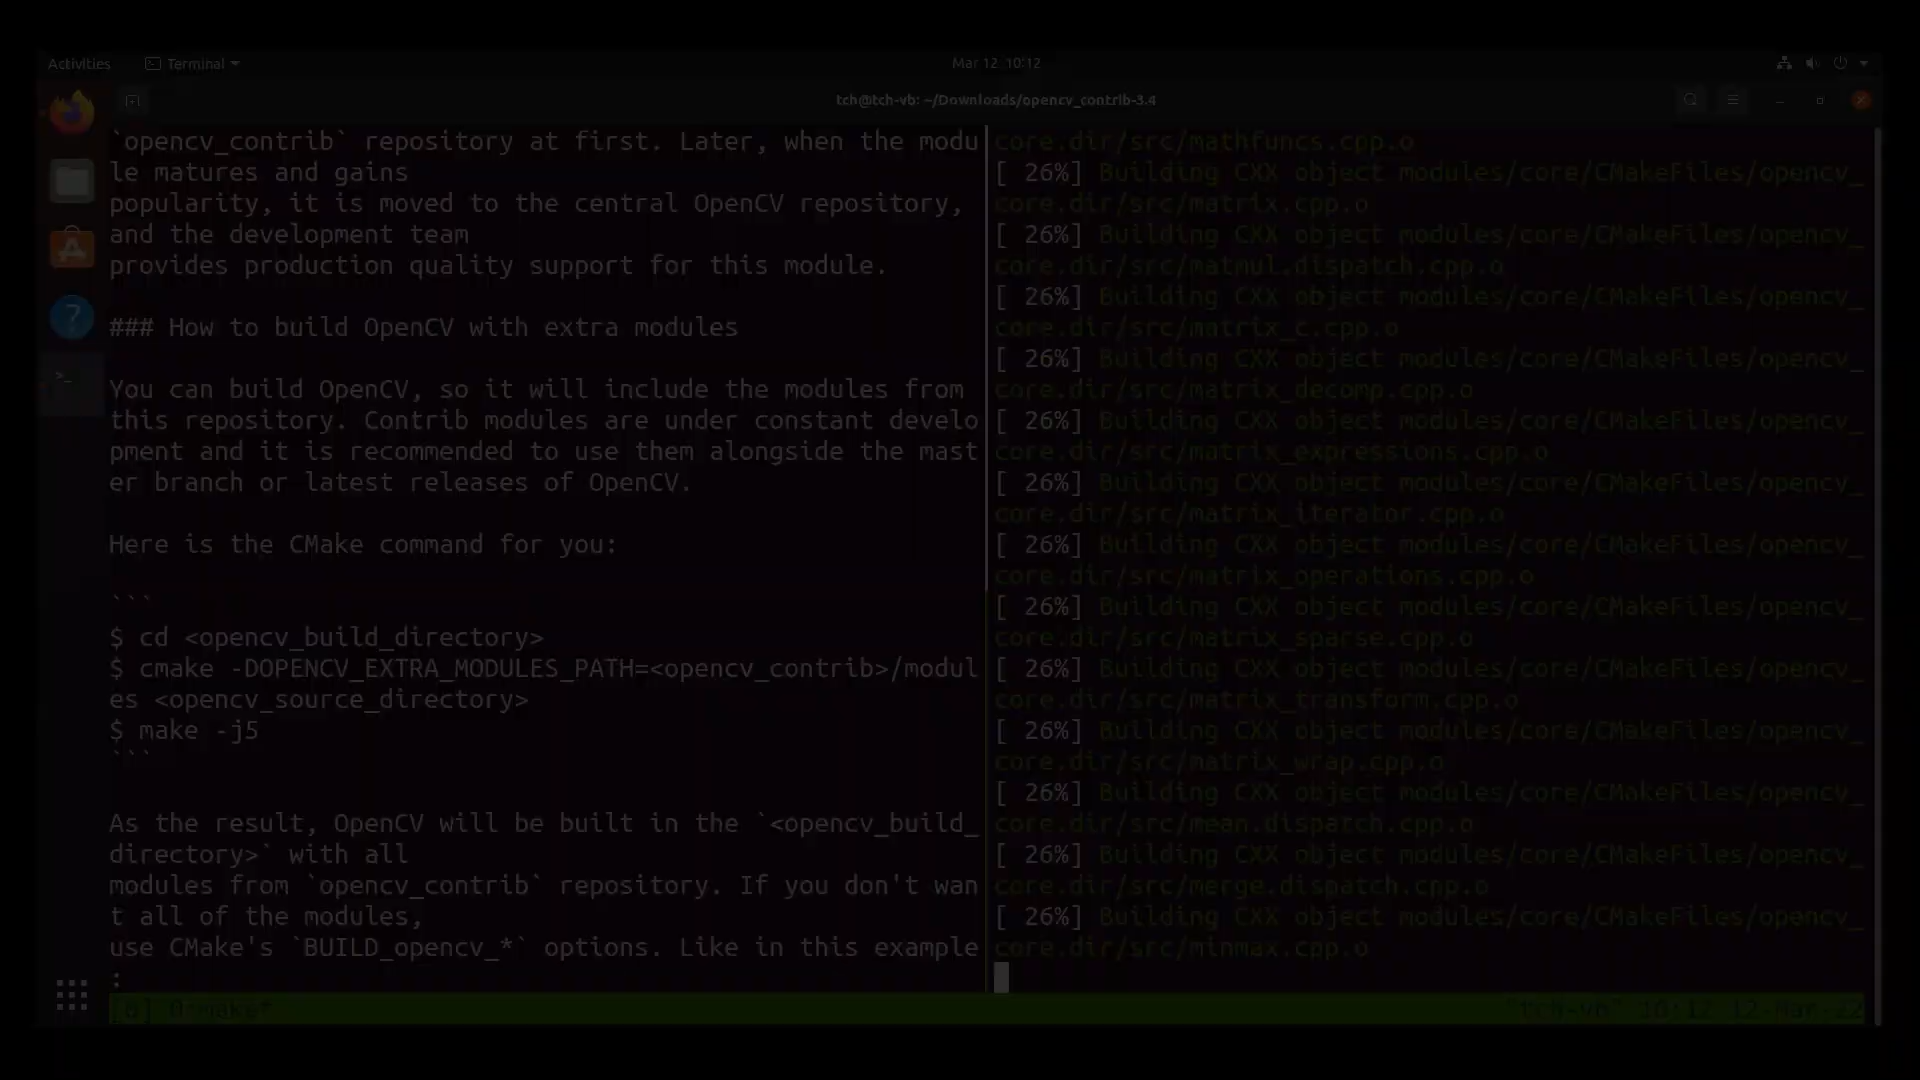 Activities
Terminal
Mar 12 10:12
tch@tch-vb: ~/Downloads/opencv_contrib-3.4
`opencv_contrib` repository at first. Later, when the modu
le matures and gains
popularity, it is moved to the central OpenCV repository,
and the development team
provides production quality support for this module.
### How to build OpenCV with extra modules
You can build OpenCV, so it will include the modules from
this repository. Contrib modules are under constant develo
pment and it is recommended to use them alongside the mast
er branch or latest releases of OpenCV.
Here is the CMake command for you:
```
$ cd <opencv_build_directory>
$ cmake -DOPENCV_EXTRA_MODULES_PATH=<opencv_contrib>/modul
es <opencv_source_directory>
$ make -j5
```
As the result, OpenCV will be built in the `<opencv_build_
directory>` with all
modules from `opencv_contrib` repository. If you don't wan
t all of the modules,
use CMake's `BUILD_opencv_*` options. Like in this example
:
core.dir/src/mathfuncs.cpp.o
[ 26%] Building CXX object modules/core/CMakeFiles/opencv_
core.dir/src/matrix.cpp.o
[ 26%] Building CXX object modules/core/CMakeFiles/opencv_
core.dir/src/matmul.dispatch.cpp.o
[ 26%] Building CXX object modules/core/CMakeFiles/opencv_
core.dir/src/matrix_c.cpp.o
[ 26%] Building CXX object modules/core/CMakeFiles/opencv_
core.dir/src/matrix_decomp.cpp.o
[ 26%] Building CXX object modules/core/CMakeFiles/opencv_
core.dir/src/matrix_expressions.cpp.o
[ 26%] Building CXX object modules/core/CMakeFiles/opencv_
core.dir/src/matrix_iterator.cpp.o
[ 26%] Building CXX object modules/core/CMakeFiles/opencv_
core.dir/src/matrix_operations.cpp.o
[ 26%] Building CXX object modules/core/CMakeFiles/opencv_
core.dir/src/matrix_sparse.cpp.o
[ 26%] Building CXX object modules/core/CMakeFiles/opencv_
core.dir/src/matrix_transform.cpp.o
[ 26%] Building CXX object modules/core/CMakeFiles/opencv_
core.dir/src/matrix_wrap.cpp.o
[ 26%] Building CXX object modules/core/CMakeFiles/opencv_
core.dir/src/mean.dispatch.cpp.o
[ 26%] Building CXX object modules/core/CMakeFiles/opencv_
core.dir/src/merge.dispatch.cpp.o
[ 26%] Building CXX object modules/core/CMakeFiles/opencv_
core.dir/src/minmax.cpp.o
[0] 0:make*
"tch-vb" 10:12 12-Mar-22